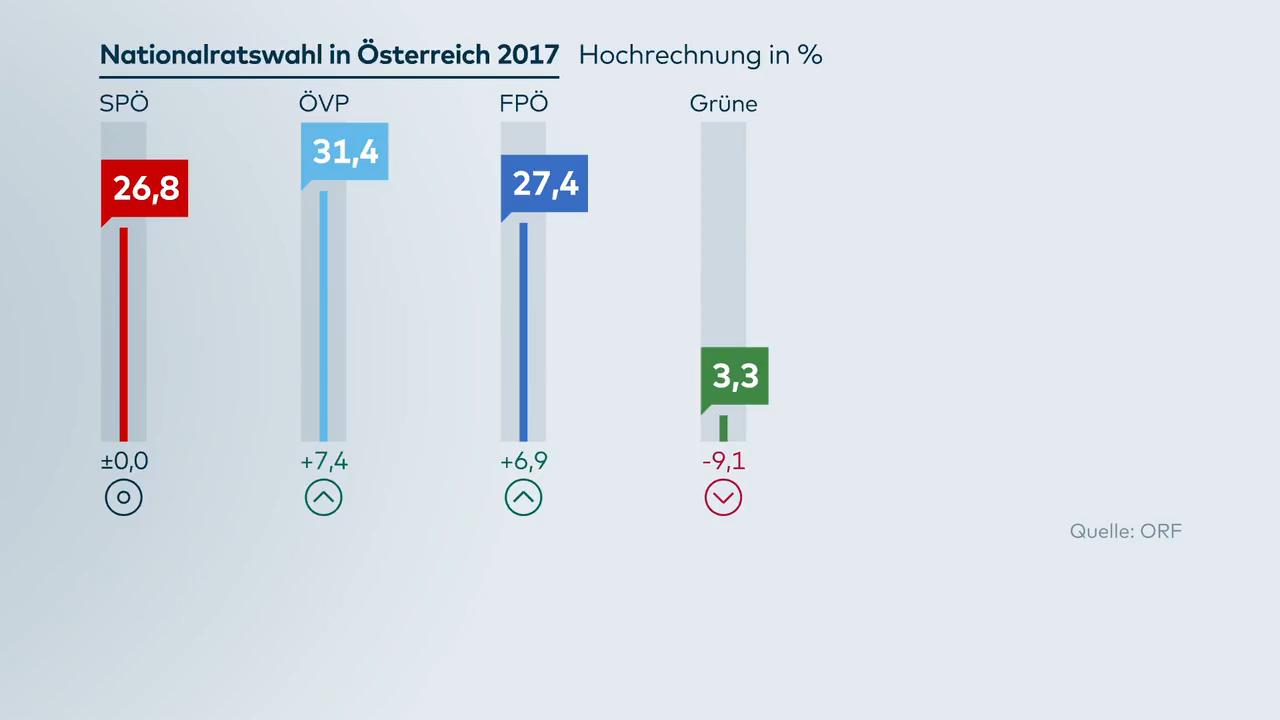 Nationalratswahl in Österreich 2017 Hochrechnung in %
SPÖ ÖVP FPÖ Grüne
26,8 31,4 27,4 3,3
±0,0 +7,4 +6,9 -9,1
Quelle: ORF